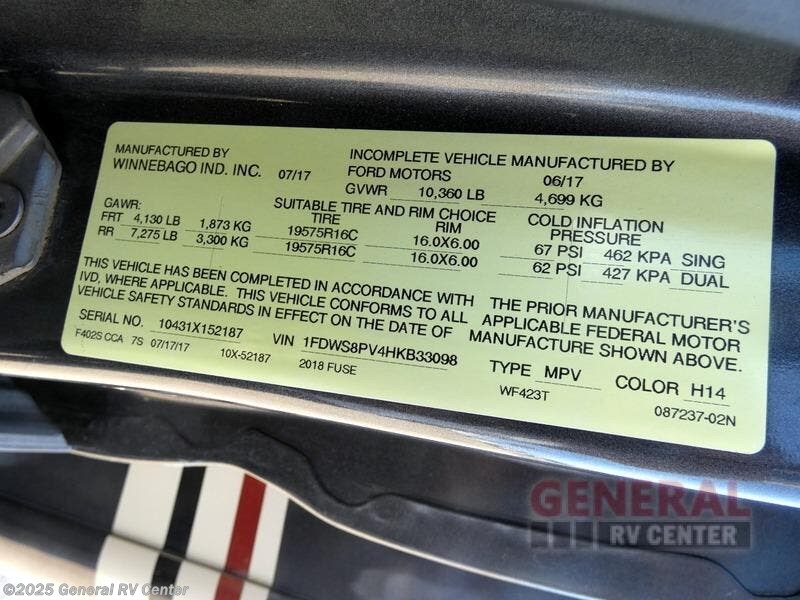 MANUFACTURED BY
WINNEBAGO IND. INC. 07/17
INCOMPLETE VEHICLE MANUFACTURED BY
FORD MOTORS 06/17
GVWR 10,360 LB 4,699 KG
GAWR: SUITABLE TIRE AND RIM CHOICE COLD INFLATION
TIRE RIM PRESSURE
FRT 4,130 LB 1,873 KG 19575R16C 16.0X6.00 67 PSI 462 KPA SING
RR 7,275 LB 3,300 KG 19575R16C 16.0X6.00 62 PSI 427 KPA DUAL
THIS VEHICLE HAS BEEN COMPLETED IN ACCORDANCE WITH THE PRIOR MANUFACTURER'S
IVD, WHERE APPLICABLE. THIS VEHICLE CONFORMS TO ALL APPLICABLE FEDERAL MOTOR
VEHICLE SAFETY STANDARDS IN EFFECT ON THE DATE OF MANUFACTURE SHOWN ABOVE.
SERIAL NO. 10431X152187 VIN 1FDWS8PV4HKB33098 TYPE MPV COLOR H14
F402S CCA 7S 07/17/17 10X-52187 2018 FUSE WF423T 087237-02N
GENERAL
RV CENTER
©2025 General RV Center